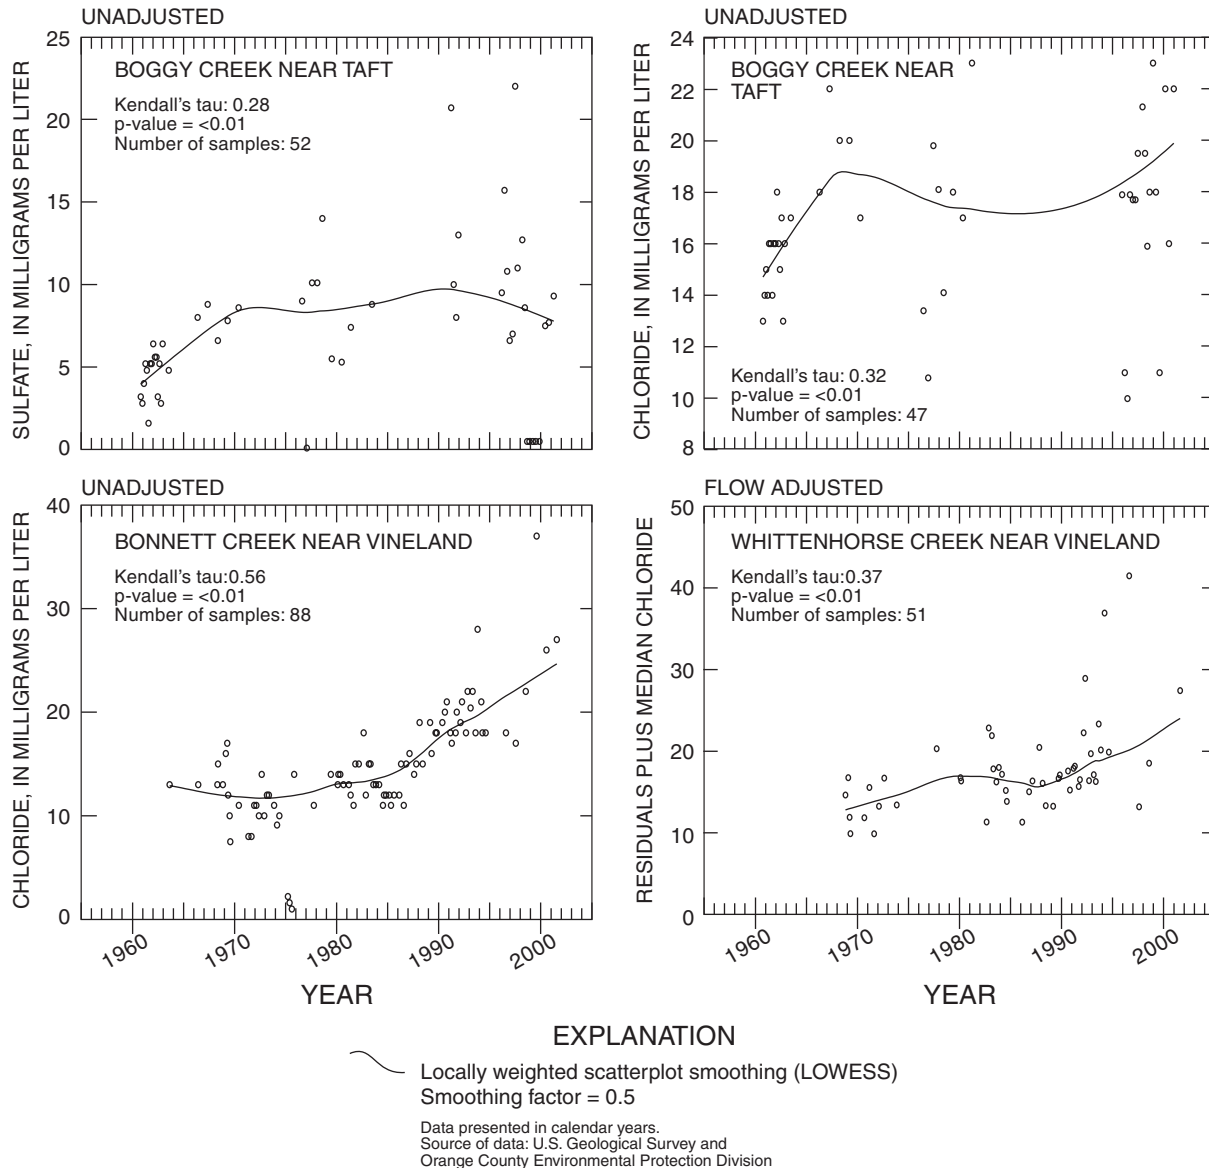 UNADJUSTED
SULFATE, IN MILLIGRAMS PER LITER
25
20
15
10
5
0
BOGGY CREEK NEAR TAFT
Kendall's tau: 0.28
p-value = <0.01
Number of samples: 52
UNADJUSTED
CHLORIDE, IN MILLIGRAMS PER LITER
24
22
20
18
16
14
12
10
8
BOGGY CREEK NEAR
TAFT
Kendall's tau: 0.32
p-value = <0.01
Number of samples: 47
UNADJUSTED
CHLORIDE, IN MILLIGRAMS PER LITER
40
30
20
10
0
BONNETT CREEK NEAR VINELAND
Kendall's tau:0.56
p-value = <0.01
Number of samples: 88
1960
1970
1980
1990
2000
YEAR
FLOW ADJUSTED
RESIDUALS PLUS MEDIAN CHLORIDE
50
40
30
20
10
0
WHITTENHORSE CREEK NEAR VINELAND
Kendall's tau:0.37
p-value = <0.01
Number of samples: 51
1960
1970
1980
1990
2000
YEAR
EXPLANATION
Locally weighted scatterplot smoothing (LOWESS)
Smoothing factor = 0.5
Data presented in calendar years.
Source of data: U.S. Geological Survey and
Orange County Environmental Protection Division